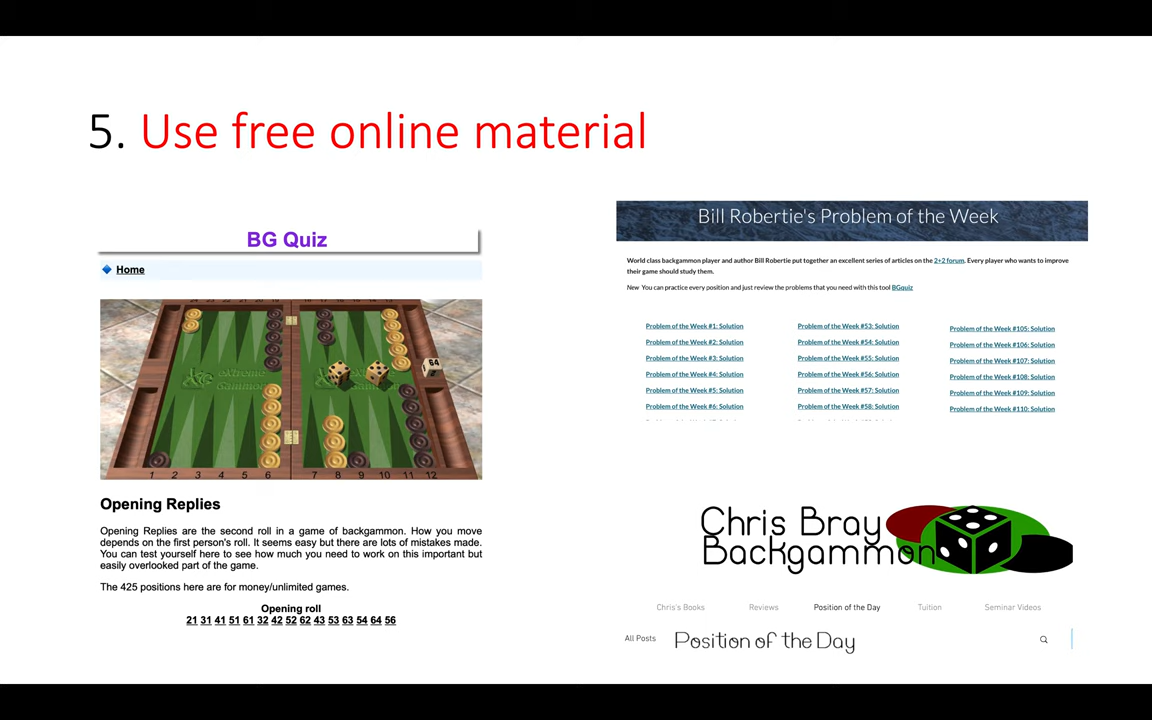 5. Use free online material
BG Quiz
Home
64
1 2 3 4 5 6 7 8 9 10 11 12
Opening Replies
Opening Replies are the second roll in a game of backgammon. How you move
depends on the first person's roll. It seems easy but there are lots of mistakes made.
You can test yourself here to see how much you need to work on this important but
easily overlooked part of the game.
The 425 positions here are for money/unlimited games.
Opening roll
21 31 41 51 61 32 42 52 62 43 53 63 54 64 56
Bill Robertie's Problem of the Week
World class backgammon player and author Bill Robertie put together an excellent series of articles on the 2+2 forum. Every player who wants to improve
their game should study them.
New You can practice every position and just review the problems that you need with this tool BGquiz
Problem of the Week #1: Solution
Problem of the Week #2: Solution
Problem of the Week #3: Solution
Problem of the Week #4: Solution
Problem of the Week #5: Solution
Problem of the Week #6: Solution
Problem of the Week #53: Solution
Problem of the Week #54: Solution
Problem of the Week #55: Solution
Problem of the Week #56: Solution
Problem of the Week #57: Solution
Problem of the Week #58: Solution
Problem of the Week #105: Solution
Problem of the Week #106: Solution
Problem of the Week #107: Solution
Problem of the Week #108: Solution
Problem of the Week #109: Solution
Problem of the Week #110: Solution
Chris Bray
Backgammon
Chris's Books Reviews Position of the Day Tuition Seminar Videos
All Posts Position of the Day